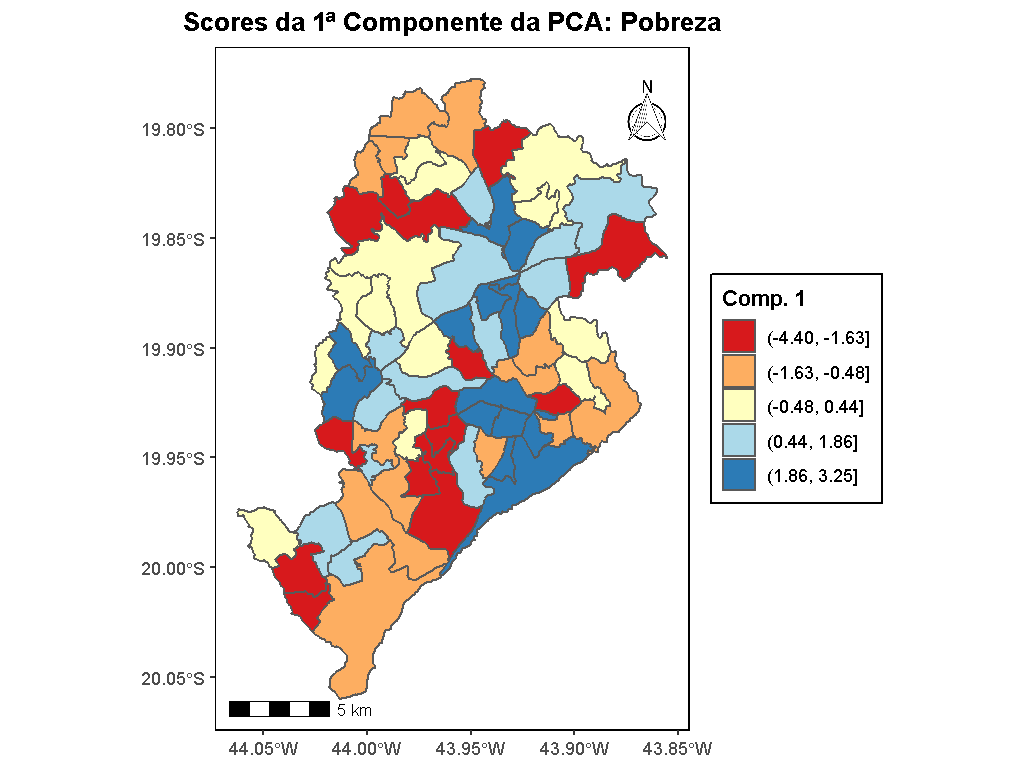 Scores da 1ª Componente da PCA: Pobreza
N
19.80°S
19.85°S
19.90°S
19.95°S
20.00°S
20.05°S
5 km
44.05°W 44.00°W 43.95°W 43.90°W 43.85°W
Comp. 1
(-4.40, -1.63]
(-1.63, -0.48]
(-0.48, 0.44]
(0.44, 1.86]
(1.86, 3.25]